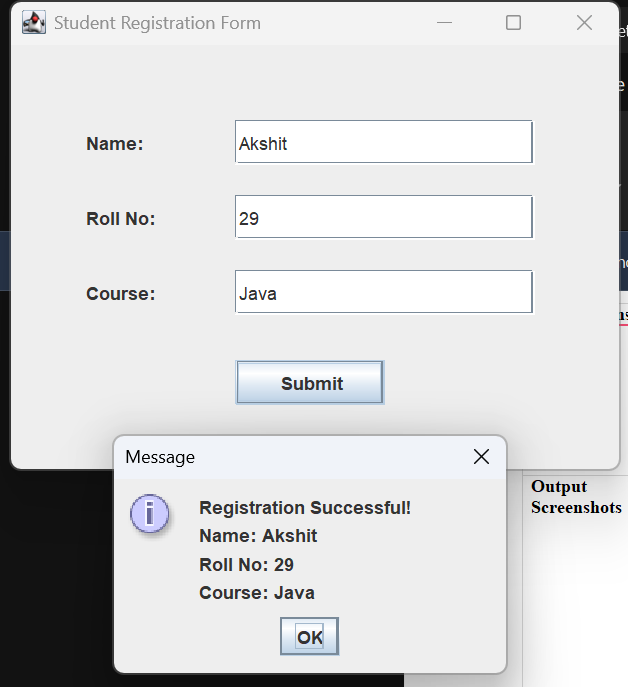 Student Registration Form
Name:
Akshit
Roll No:
29
Course:
Java
Submit
Message
Registration Successful!
Name: Akshit
Roll No: 29
Course: Java
OK
Output
Screenshots